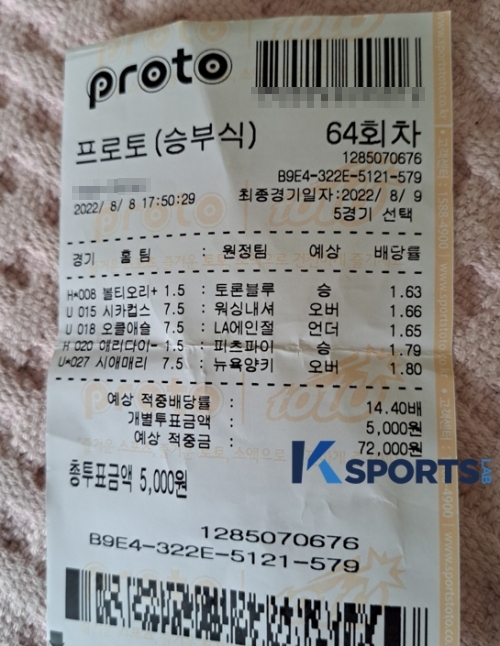 proto
프로토 (승부식) 64회차
1285070676
B9E4-322E-5121-579
2022/ 8/ 8 17:50:29 최종경기일자:2022/ 8/ 9
5경기 선택
경기 홈 팀 : 원정팀 예상 배당률
H*008 볼티오리+ 1.5 : 토론블루 승 1.63
U 015 시카컵스 7.5 : 워싱내셔 오버 1.66
U 018 오클애슬 7.5 : LA에인절 언더 1.65
H 020 애리다이- 1.5 : 피츠파이 승 1.79
U*027 시애매리 7.5 : 뉴욕양키 오버 1.80
예상 적중배당률 : 14.40배
개별투표금액 : 5,000원
예상 적중금 : 72,000원
KSPORTS LAB
총투표금액 5,000원
1285070676
B9E4-322E-5121-579